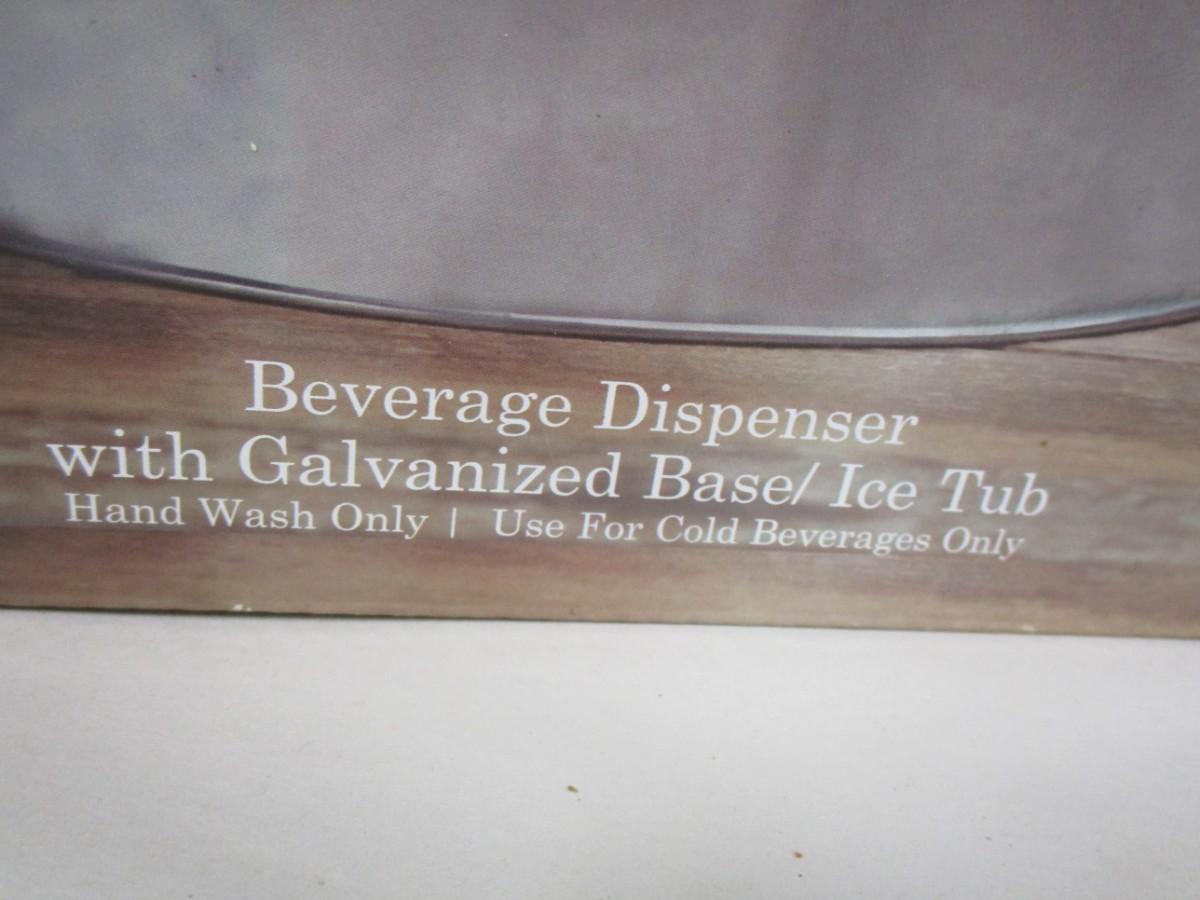 Beverage Dispenser
with Galvanized Base/ Ice Tub
Hand Wash Only | Use For Cold Beverages Only